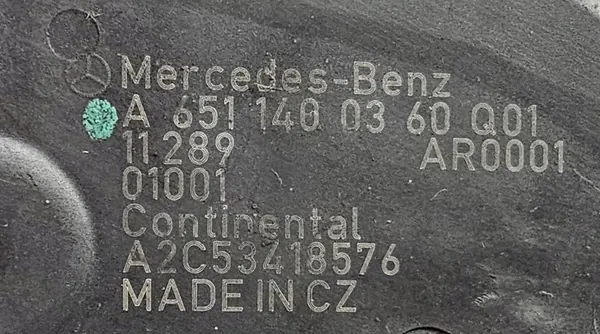 Mercedes-Benz
A 651 140 03 60 Q01
11.289 AR0001
01001
Continental
A2C53418576
MADE IN CZ